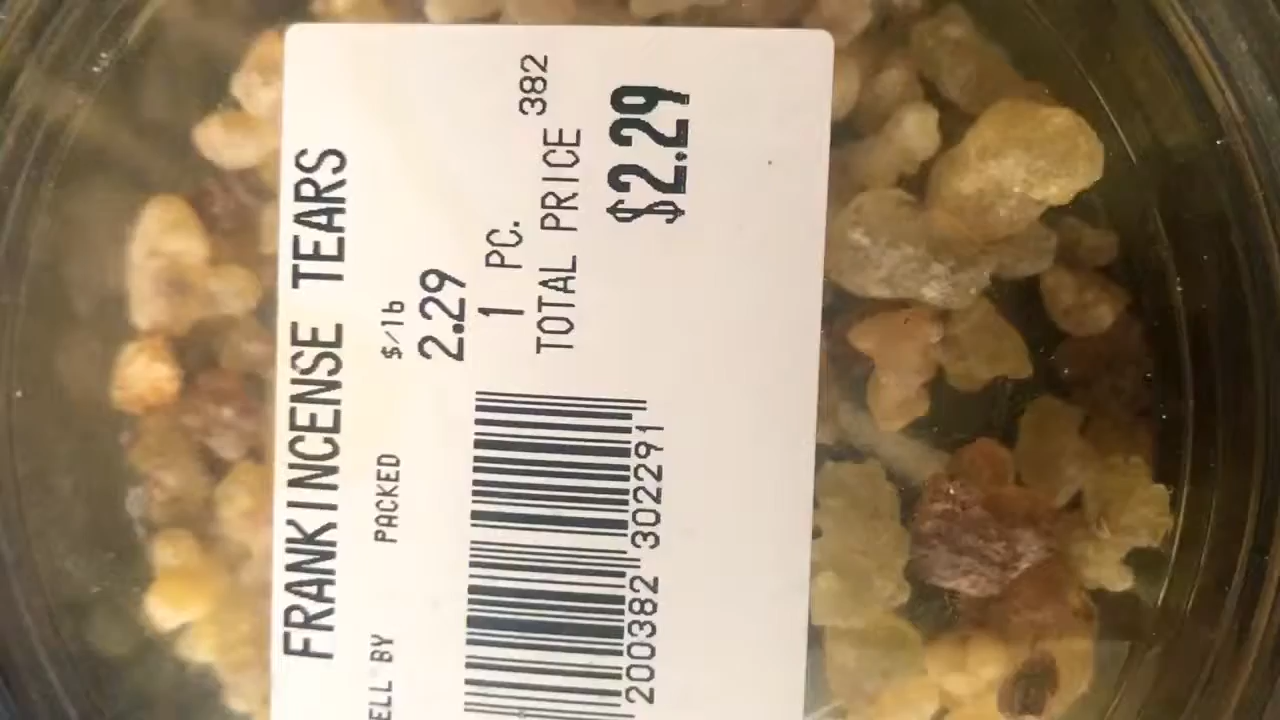 FRANKINCENSE TEARS
ELL BY PACKED $/lb
2.29
1 PC.
TOTAL PRICE 382
$2.29
200382 302291